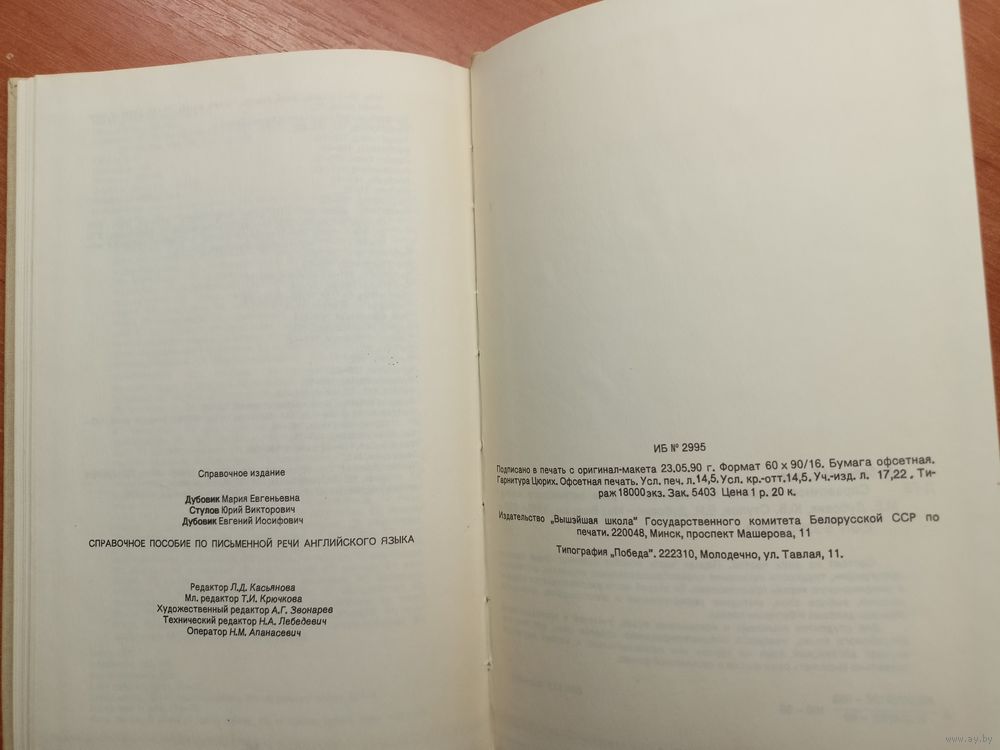 Справочное издание
Дубовик Мария Евгеньевна
Стулов Юрий Викторович
Дубовик Евгений Иосифович
СПРАВОЧНОЕ ПОСОБИЕ ПО ПИСЬМЕННОЙ РЕЧИ АНГЛИЙСКОГО ЯЗЫКА
Редактор Л.Д. Касьянова
Мл. редактор Т.И. Крючкова
Художественный редактор А.Г. Звонарев
Технический редактор Н.А. Лебедевич
Оператор Н.М. Апанасевич
ИБ № 2995
Подписано в печать с оригинал-макета 23.05.90 г. Формат 60 х 90/16. Бумага офсетная.
Гарнитура Цюрих. Офсетная печать. Усл. печ. л.14,5. Усл. кр.-отт.14,5. Уч.-изд. л. 17,22. Ти-
раж 18000 экз. Зак. 5403 Цена 1 р. 20 к.
Издательство „Вышэйшая школа" Государственного комитета Белорусской ССР по
печати. 220048, Минск, проспект Машерова, 11
Типография „Победа". 222310, Молодечно, ул. Тавлая, 11.
www.ay.by